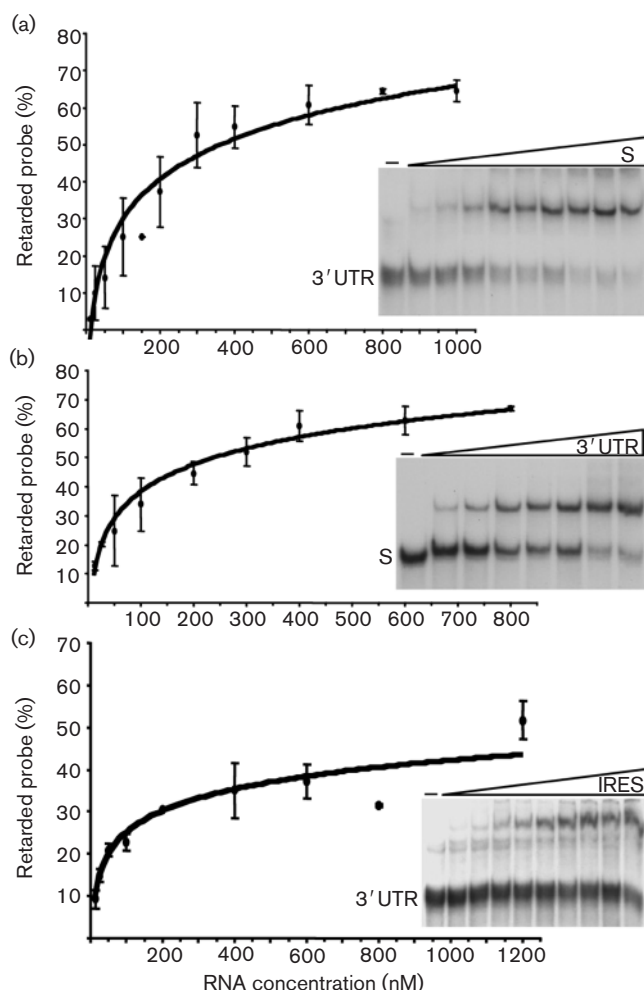 (a)
Retarded probe (%)
80
70
60
50
40
30
20
10
200 400 600 800 1000
–
S
3′UTR
(b)
Retarded probe (%)
80
70
60
50
40
30
20
10
100 200 300 400 500 600 700 800
–
3′UTR
S
(c)
Retarded probe (%)
70
60
50
40
30
20
10
200 400 600 800 1000 1200
–
IRES
3′UTR
RNA concentration (nM)